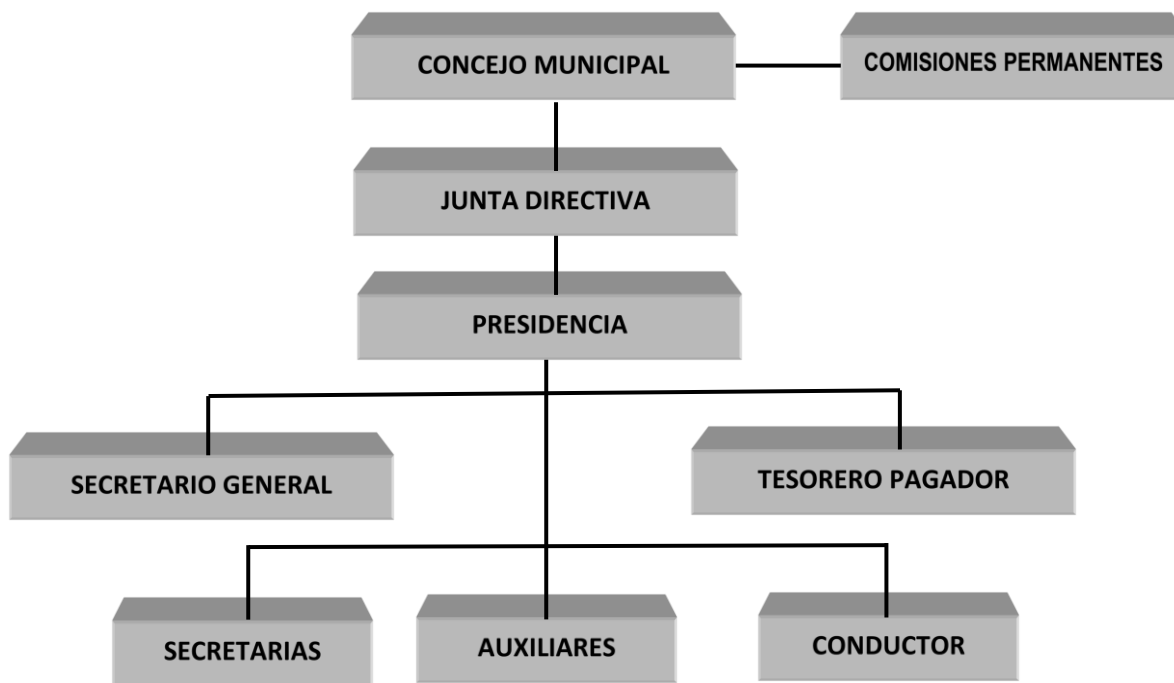 CONCEJO MUNICIPAL
COMISIONES PERMANENTES
JUNTA DIRECTIVA
PRESIDENCIA
SECRETARIO GENERAL
TESORERO PAGADOR
SECRETARIAS
AUXILIARES
CONDUCTOR